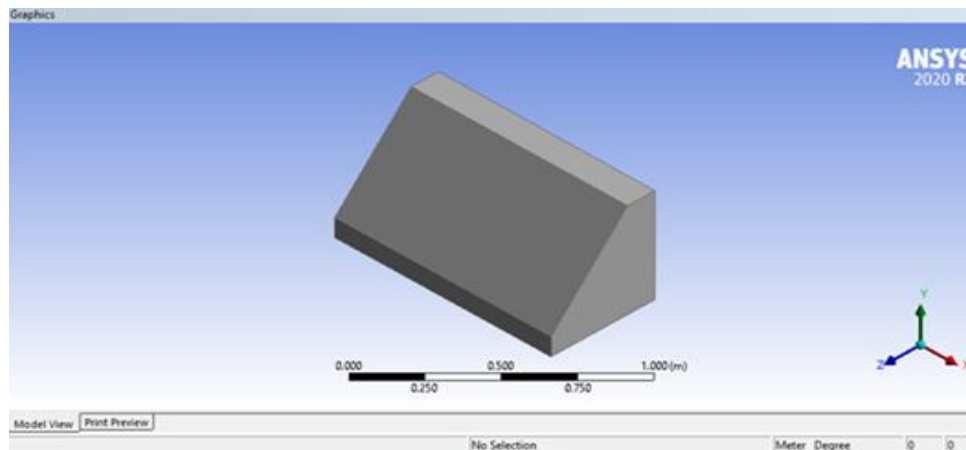 Graphics
ANSYS
2020 R
Y
Z
X
0.000 0.500 1.000 (m)
0.250 0.750
Model View Print Preview
No Selection Meter Degree 0 0